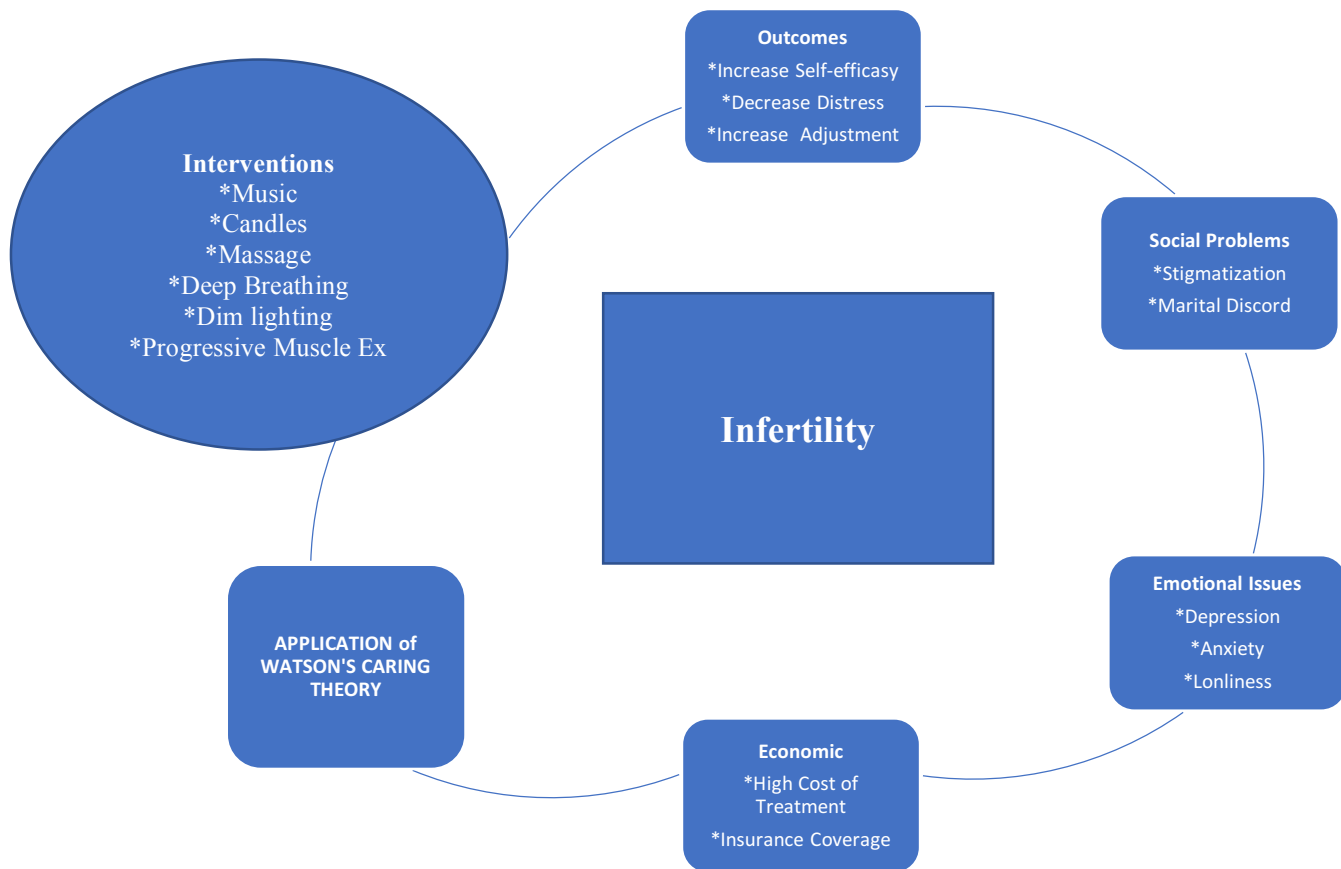 Outcomes
*Increase Self-efficasy
*Decrease Distress
*Increase Adjustment
Interventions
*Music
*Candles
*Massage
*Deep Breathing
*Dim lighting
*Progressive Muscle Ex
Social Problems
*Stigmatization
*Marital Discord
Infertility
Emotional Issues
*Depression
*Anxiety
*Lonliness
APPLICATION of
WATSON'S CARING
THEORY
Economic
*High Cost of
Treatment
*Insurance Coverage